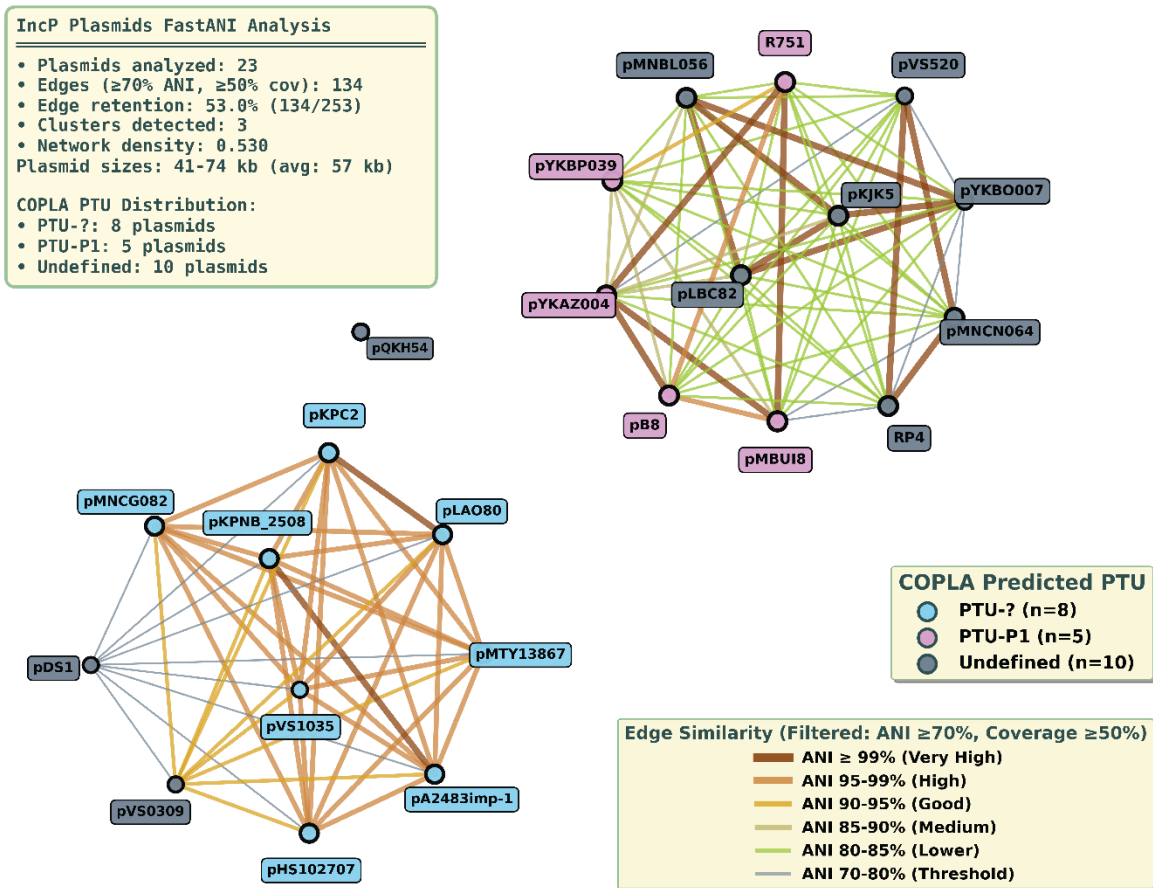 IncP Plasmids FastANI Analysis
• Plasmids analyzed: 23
• Edges (≥70% ANI, ≥50% cov): 134
• Edge retention: 53.0% (134/253)
• Clusters detected: 3
• Network density: 0.530
Plasmid sizes: 41-74 kb (avg: 57 kb)
COPLA PTU Distribution:
• PTU-?: 8 plasmids
• PTU-P1: 5 plasmids
• Undefined: 10 plasmids
R751
pMNBL056
pVS520
pYKBP039
pKJK5
pYKBO007
pLBC82
pYKAZ004
pMNCN064
pQKH54
pB8
pMBUI8
RP4
pKPC2
pMNCG082
pKPNB_2508
pLAO80
pDS1
pMTY13867
pVS1035
pVS0309
pA2483imp-1
pHS102707
COPLA Predicted PTU
PTU-? (n=8)
PTU-P1 (n=5)
Undefined (n=10)
Edge Similarity (Filtered: ANI ≥70%, Coverage ≥50%)
ANI ≥ 99% (Very High)
ANI 95-99% (High)
ANI 90-95% (Good)
ANI 85-90% (Medium)
ANI 80-85% (Lower)
ANI 70-80% (Threshold)